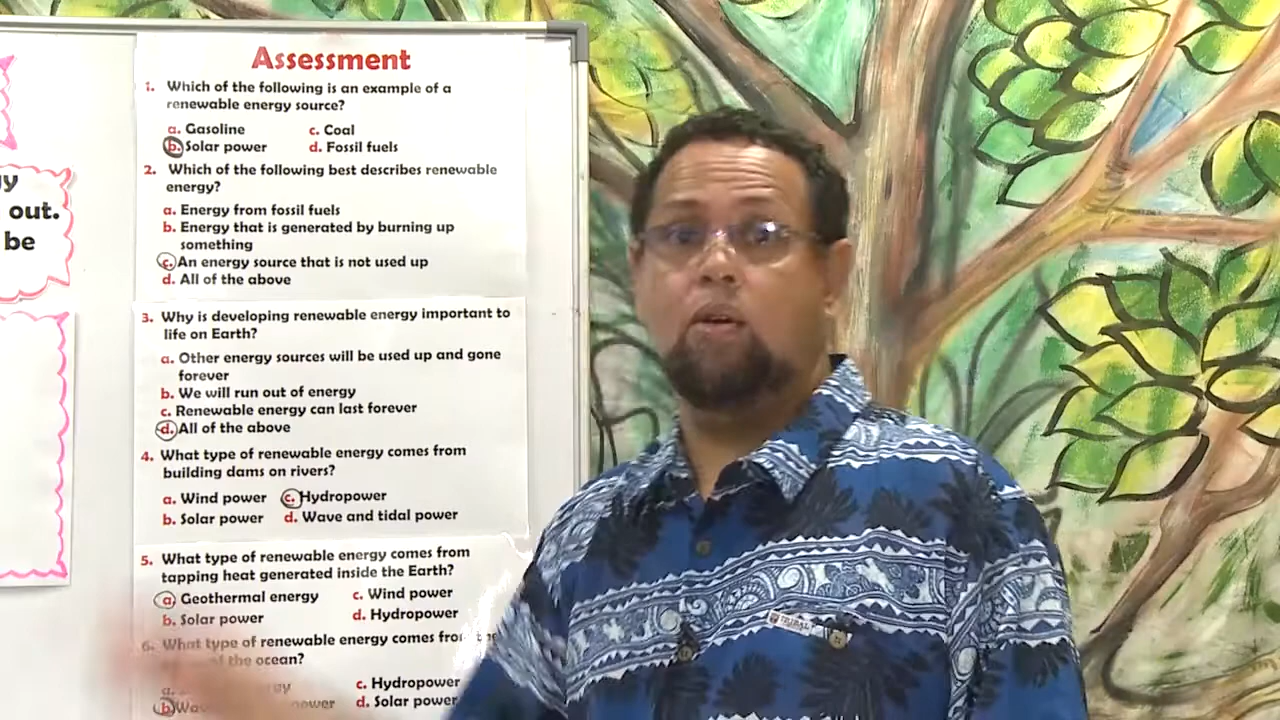 y
out.
be
Assessment
1. Which of the following is an example of a
renewable energy source?
a. Gasoline c. Coal
b. Solar power d. Fossil fuels
2. Which of the following best describes renewable
energy?
a. Energy from fossil fuels
b. Energy that is generated by burning up
something
c. An energy source that is not used up
d. All of the above
3. Why is developing renewable energy important to
life on Earth?
a. Other energy sources will be used up and gone
forever
b. We will run out of energy
c. Renewable energy can last forever
d. All of the above
4. What type of renewable energy comes from
building dams on rivers?
a. Wind power c. Hydropower
b. Solar power d. Wave and tidal power
5. What type of renewable energy comes from
tapping heat generated inside the Earth?
a. Geothermal energy c. Wind power
b. Solar power d. Hydropower
6. What type of renewable energy comes from the
of the ocean?
a. c. Hydropower
b. power d. Solar power